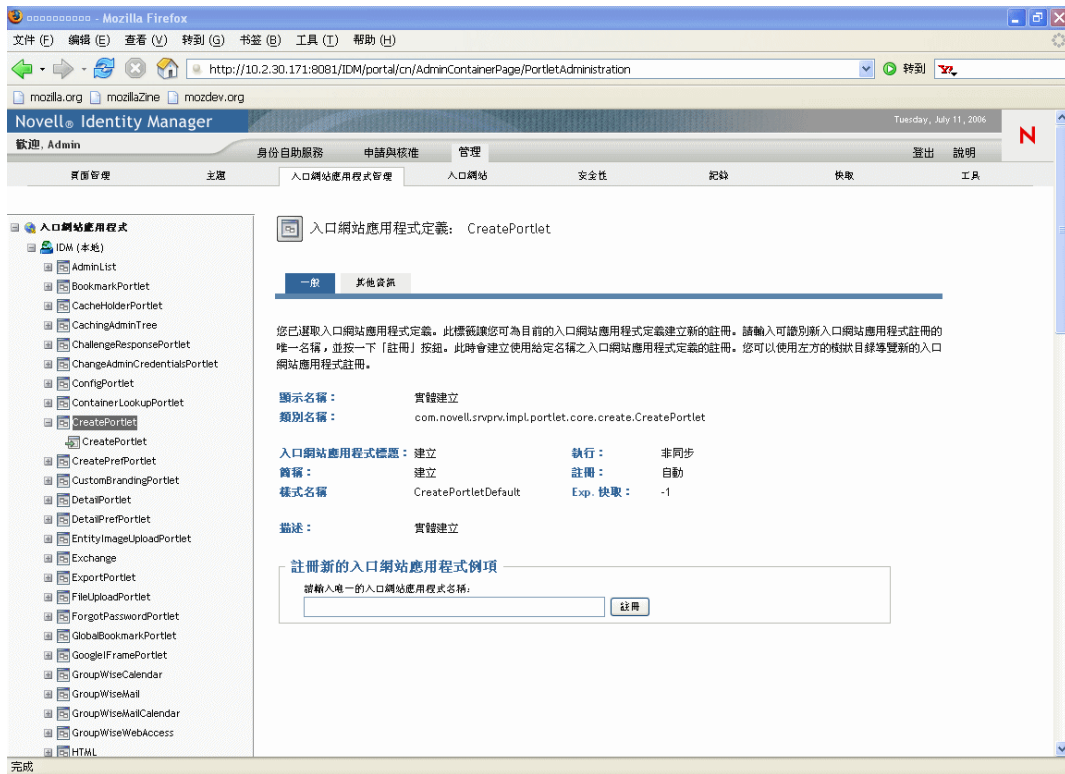 - Mozilla Firefox
文件 (F) 编辑 (E) 查看 (V) 转到 (G) 书签 (B) 工具 (T) 帮助 (H)
http://10.2.30.171:8081/IDM/portal/cn/AdminContainerPage/PortletAdministration 转到
mozilla.org mozillaZine mozdev.org
Novell® Identity Manager
Tuesday, July 11, 2006
N
歡迎, Admin
身份自助服務 申請與核准 管理 登出 說明
頁面管理 主題 入口網站應用程式管理 入口網站 安全性 記錄 快取 工具
入口網站應用程式
IDM (本地)
AdminList
BookmarkPortlet
CacheHolderPortlet
CachingAdminTree
ChallengeResponsePortlet
ChangeAdminCredentialsPortlet
ConfigPortlet
ContainerLookupPortlet
CreatePortlet
CreatePortlet
CreatePrefPortlet
CustomBrandingPortlet
DetailPortlet
DetailPrefPortlet
EntityImageUploadPortlet
Exchange
ExportPortlet
FileUploadPortlet
ForgotPasswordPortlet
GlobalBookmarkPortlet
GoogleIFramePortlet
GroupWiseCalendar
GroupWiseMail
GroupWiseMailCalendar
GroupWiseWebAccess
HTML
入口網站應用程式定義: CreatePortlet
一般 其他資訊
您已選取入口網站應用程式定義。此標籤讓您可為目前的入口網站應用程式定義建立新的註冊。請輸入可識別新入口網站應用程式註冊的
唯一名稱，並按一下「註冊」按鈕。此時會建立使用給定名稱之入口網站應用程式定義的註冊。您可以使用左方的樹狀目錄導覽新的入口
網站應用程式註冊。
顯示名稱： 實體建立
類別名稱： com.novell.srvprv.impl.portlet.core.create.CreatePortlet
入口網站應用程式標題： 建立 執行： 非同步
簡稱： 建立 註冊： 自動
樣式名稱 CreatePortletDefault Exp. 快取： -1
描述： 實體建立
註冊新的入口網站應用程式例項
請輸入唯一的入口網站應用程式名稱:
註冊
完成